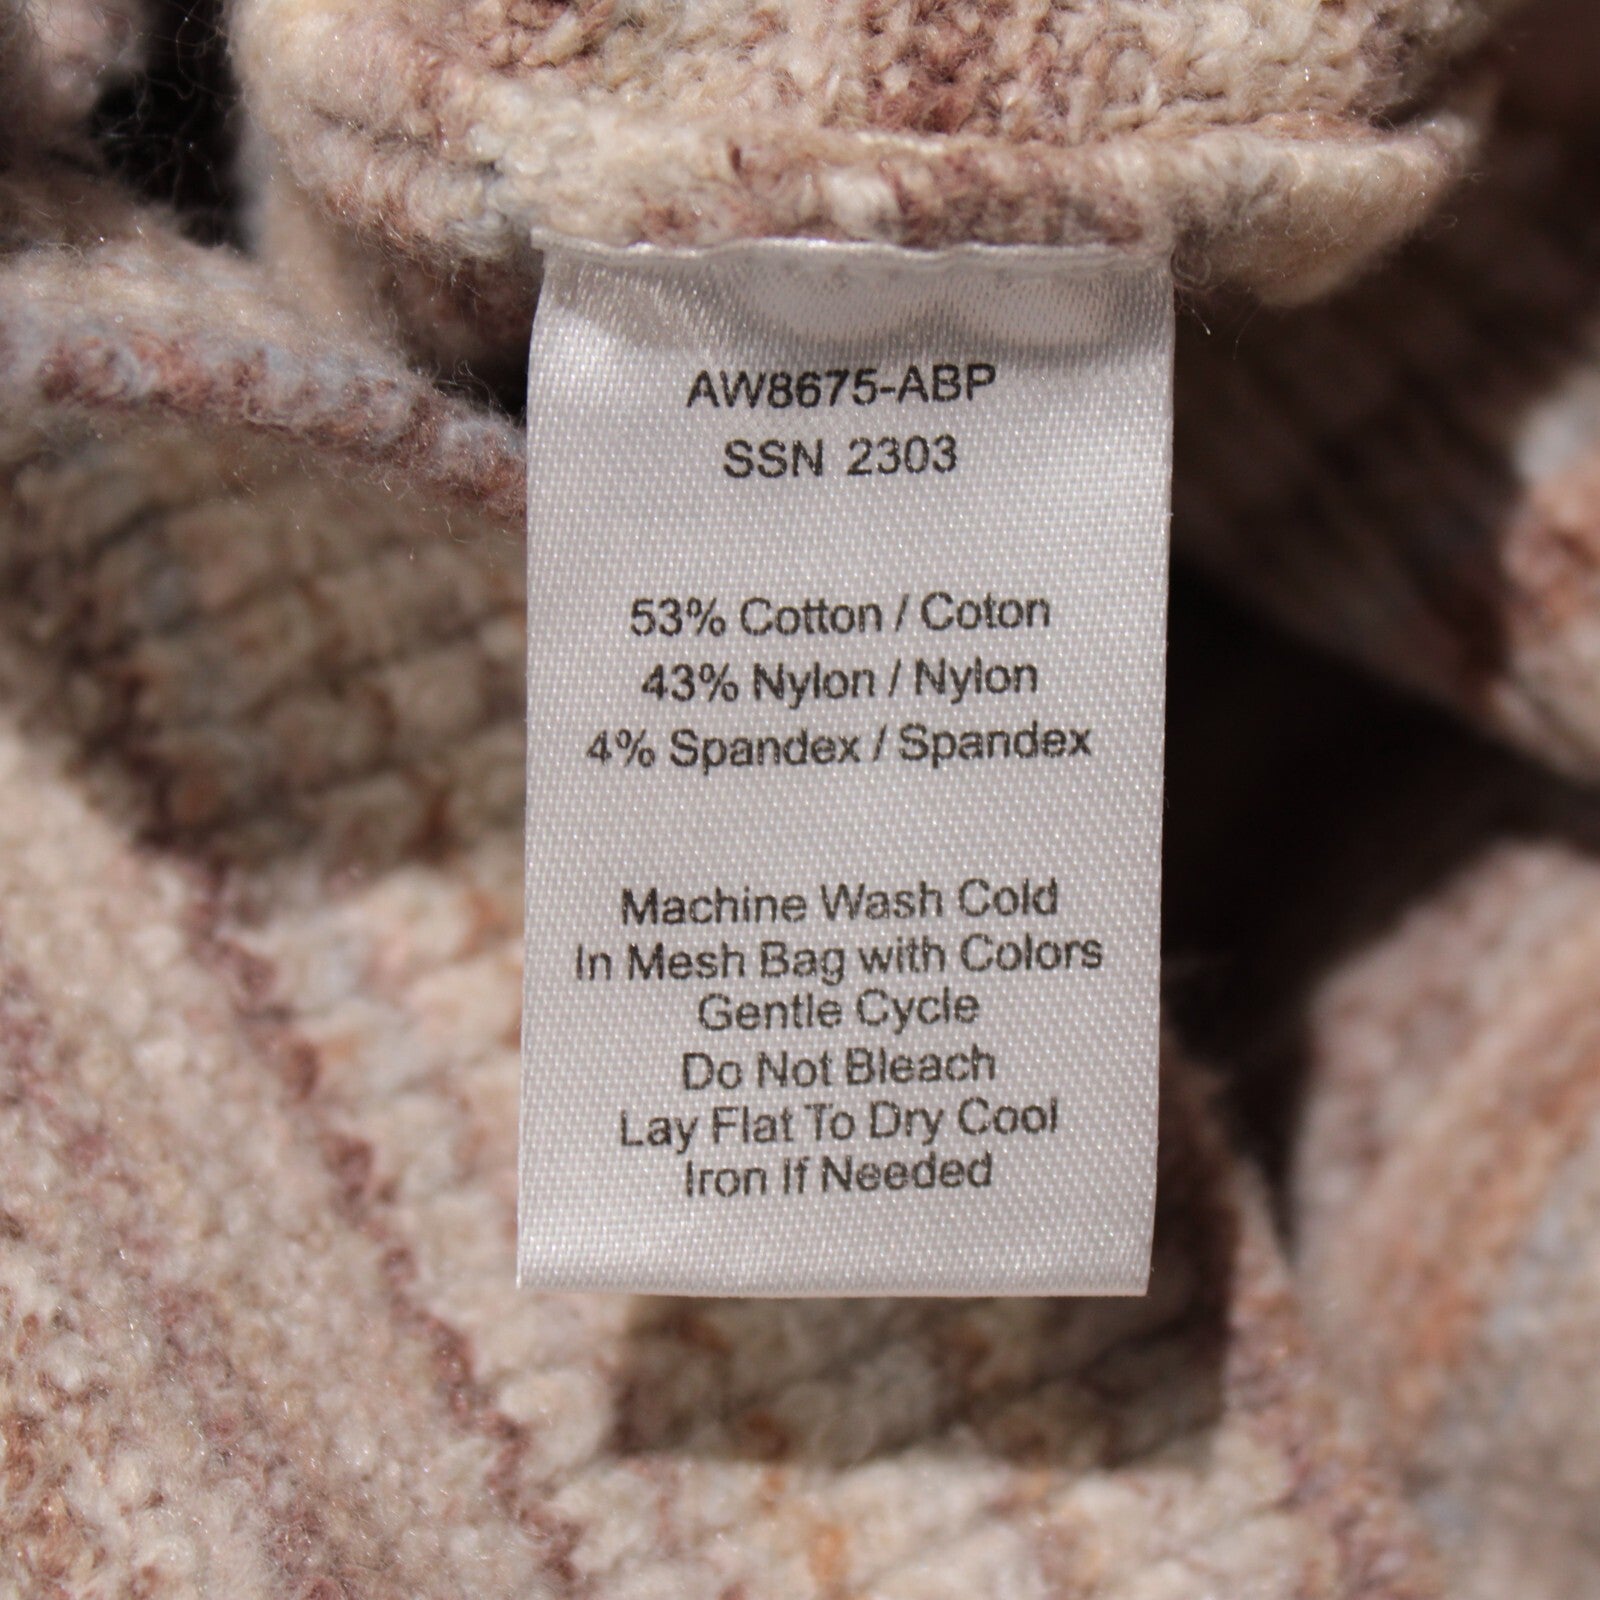 AW8675-ABP
SSN 2303
53% Cotton / Coton
43% Nylon / Nylon
4% Spandex / Spandex
Machine Wash Cold
In Mesh Bag with Colors
Gentle Cycle
Do Not Bleach
Lay Flat To Dry Cool
Iron If Needed